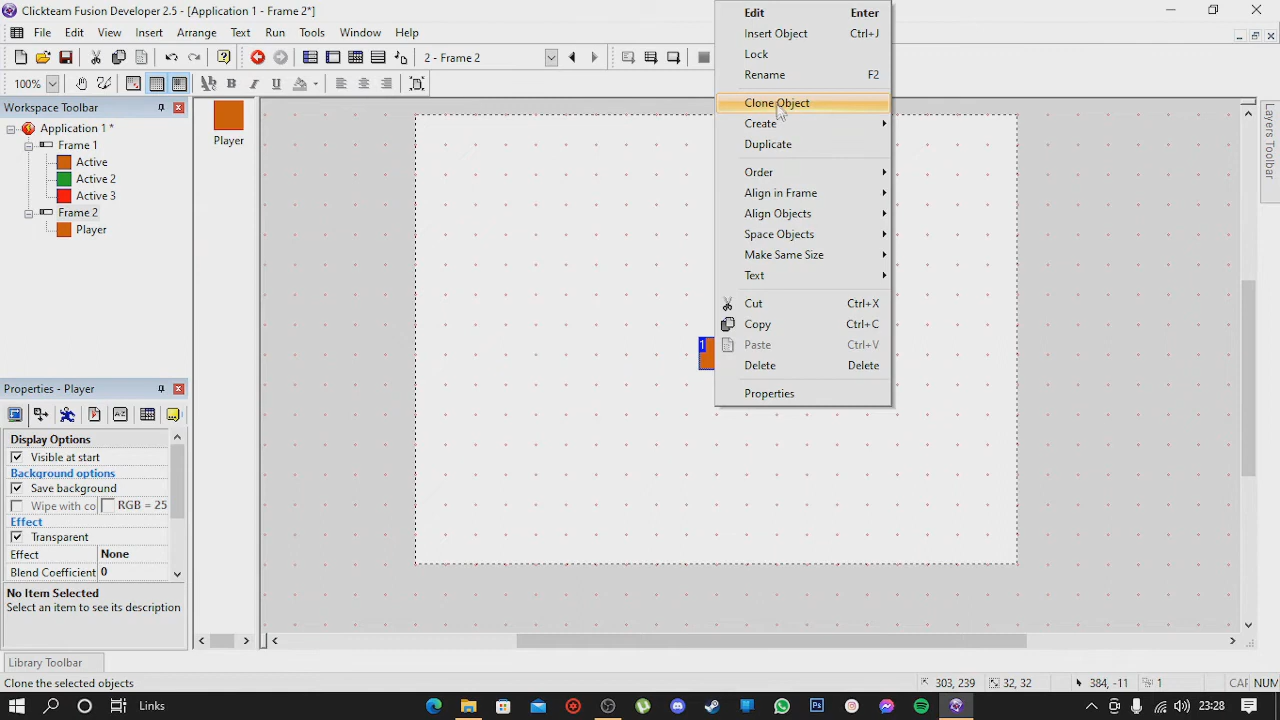 Clickteam Fusion Developer 2.5 - [Application 1 - Frame 2*]
File Edit View Insert Arrange Text Run Tools Window Help
2 - Frame 2
100%
B I U
Workspace Toolbar
Application 1 *
Frame 1
Active
Active 2
Active 3
Frame 2
Player
Player
1
Edit Enter
Insert Object Ctrl+J
Lock
Rename F2
Clone Object
Create
Duplicate
Order
Align in Frame
Align Objects
Space Objects
Make Same Size
Text
Cut Ctrl+X
Copy Ctrl+C
Paste Ctrl+V
Delete Delete
Properties
Layers Toolbar
Properties - Player
Display Options
Visible at start
Background options
Save background
Wipe with co RGB = 25
Effect
Transparent
Effect None
Blend Coefficient 0
No Item Selected
Select an item to see its description
Library Toolbar
Clone the selected objects
303, 239
32, 32
384, -11
1
CAP NUM
Links
23:28